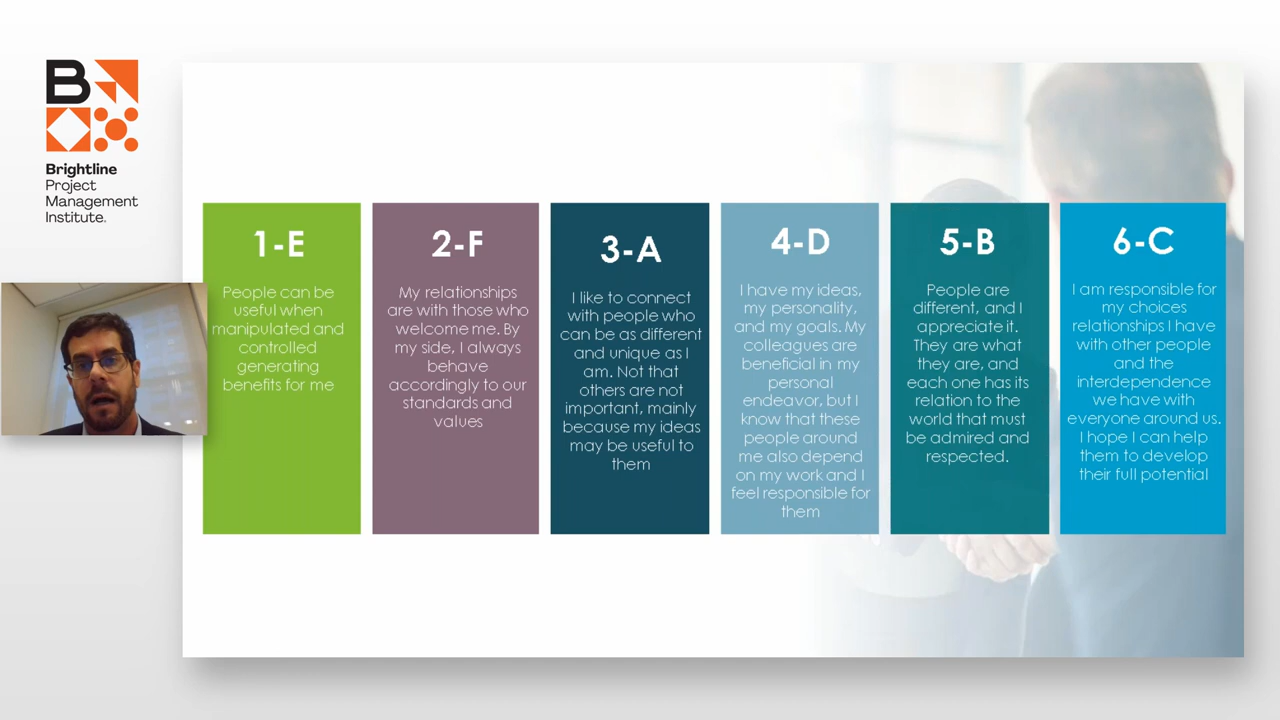 B
Brightline
Project
Management
Institute.
1-E
People can be
useful when
manipulated and
controlled
generating
benefits for me
2-F
My relationships
are with those who
welcome me. By
my side, I always
behave
accordingly to our
standards and
values
3-A
I like to connect
with people who
can be as different
and unique as I
am. Not that
others are not
important, mainly
because my ideas
may be useful to
them
4-D
I have my ideas,
my personality,
and my goals. My
colleagues are
beneficial in my
personal
endeavor, but I
know that these
people around
me also depend
on my work and I
feel responsible for
them
5-B
People are
different, and I
appreciate it.
They are what
they are, and
each one has its
relation to the
world that must
be admired and
respected.
6-C
I am responsible for
my choices
relationships I have
with other people
and the
interdependence
we have with
everyone around us.
I hope I can help
them to develop
their full potential